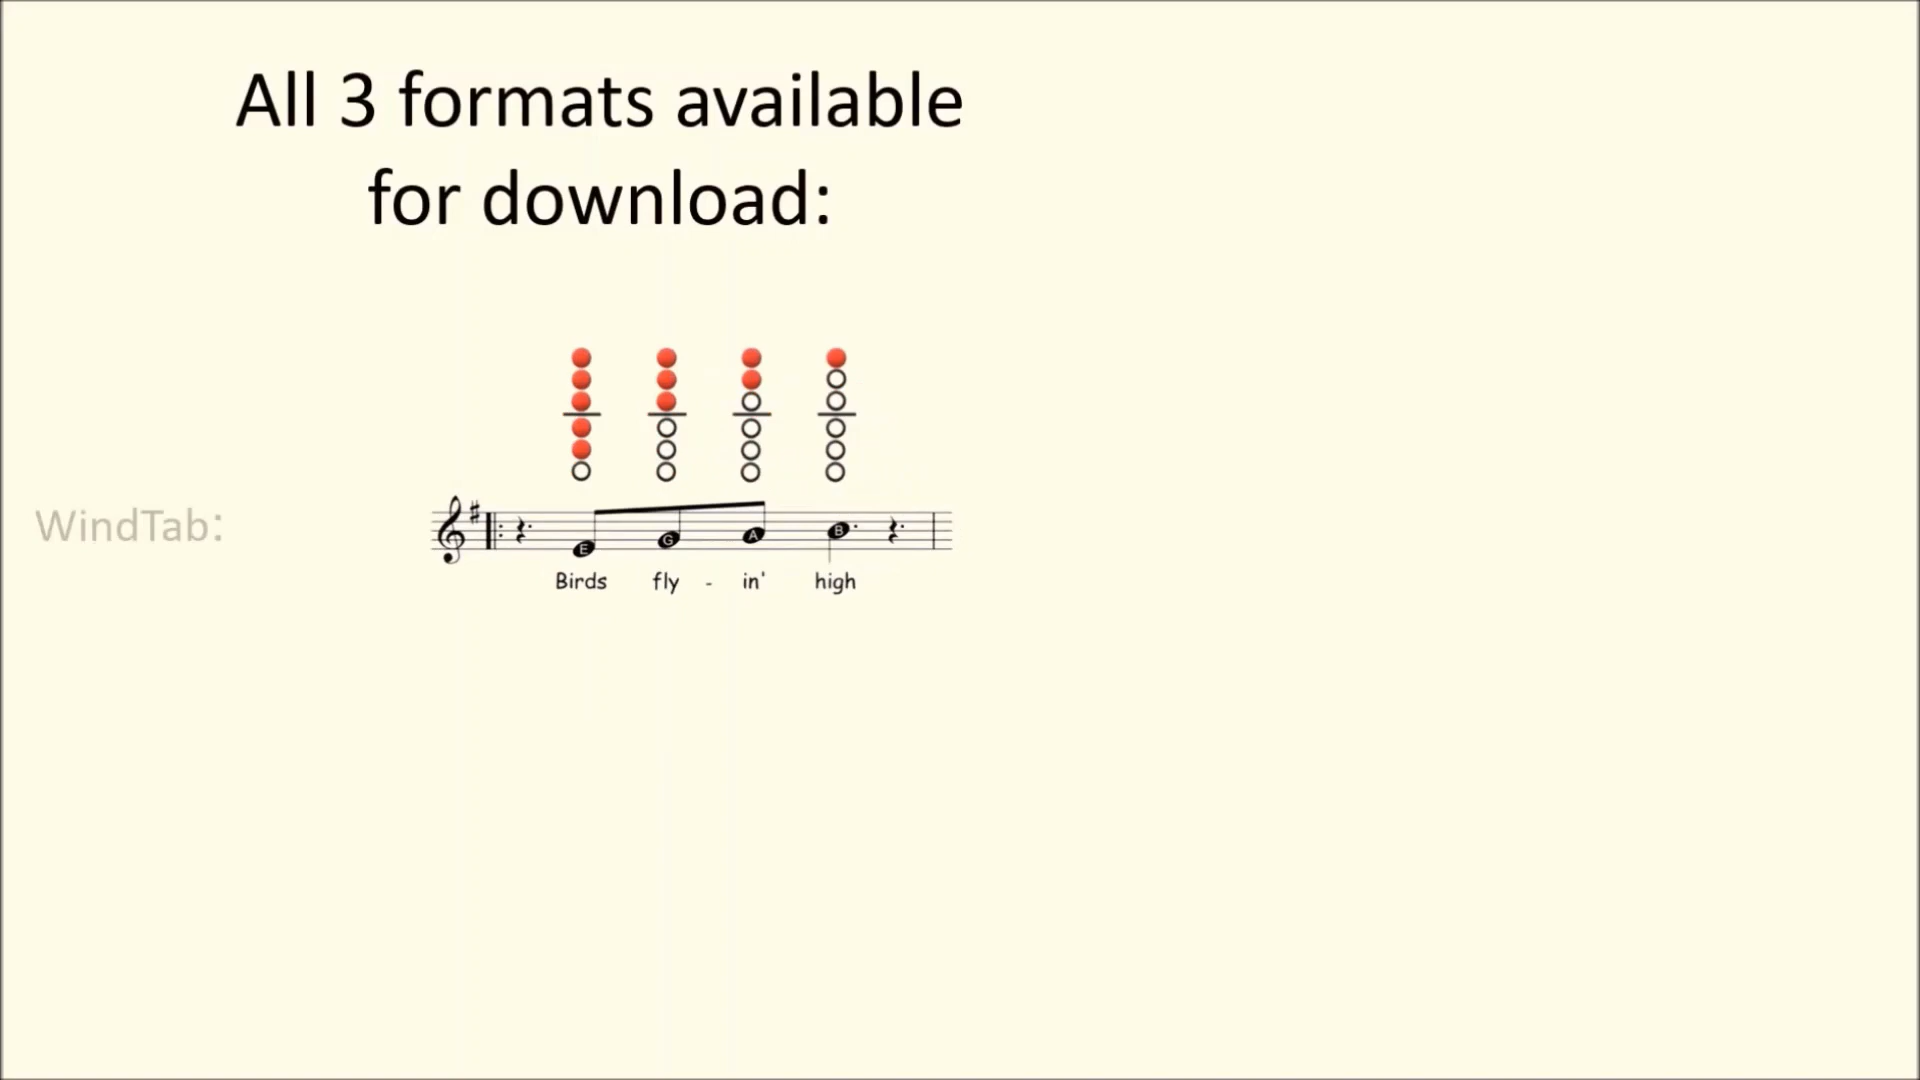 All 3 formats available
for download:
WindTab:
E G A B
Birds fly - in' high